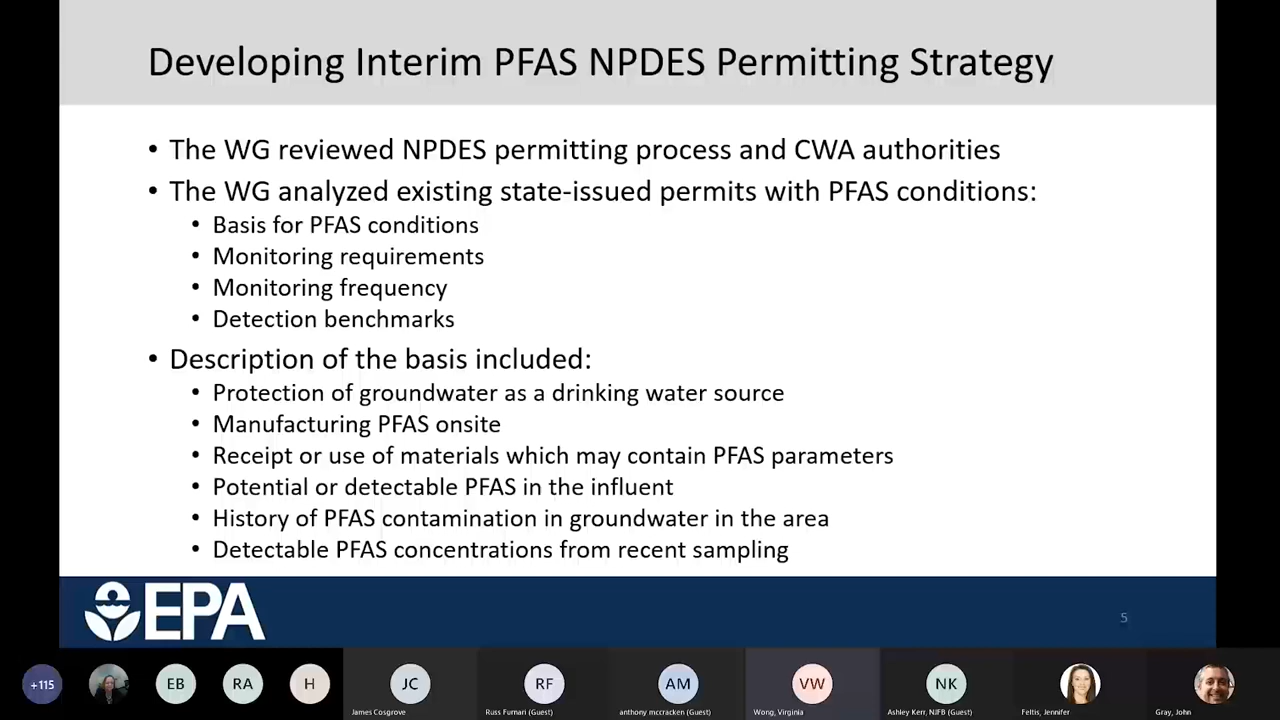 Developing Interim PFAS NPDES Permitting Strategy
• The WG reviewed NPDES permitting process and CWA authorities
• The WG analyzed existing state-issued permits with PFAS conditions:
• Basis for PFAS conditions
• Monitoring requirements
• Monitoring frequency
• Detection benchmarks
• Description of the basis included:
• Protection of groundwater as a drinking water source
• Manufacturing PFAS onsite
• Receipt or use of materials which may contain PFAS parameters
• Potential or detectable PFAS in the influent
• History of PFAS contamination in groundwater in the area
• Detectable PFAS concentrations from recent sampling
EPA
5
+115
EB
RA
H
JC
RF
AM
VW
NK
James Cosgrove
Russ Furnari (Guest)
anthony mccracken (Guest)
Wong, Virginia
Ashley Kerr, NJFB (Guest)
Feltis, Jennifer
Gray, John